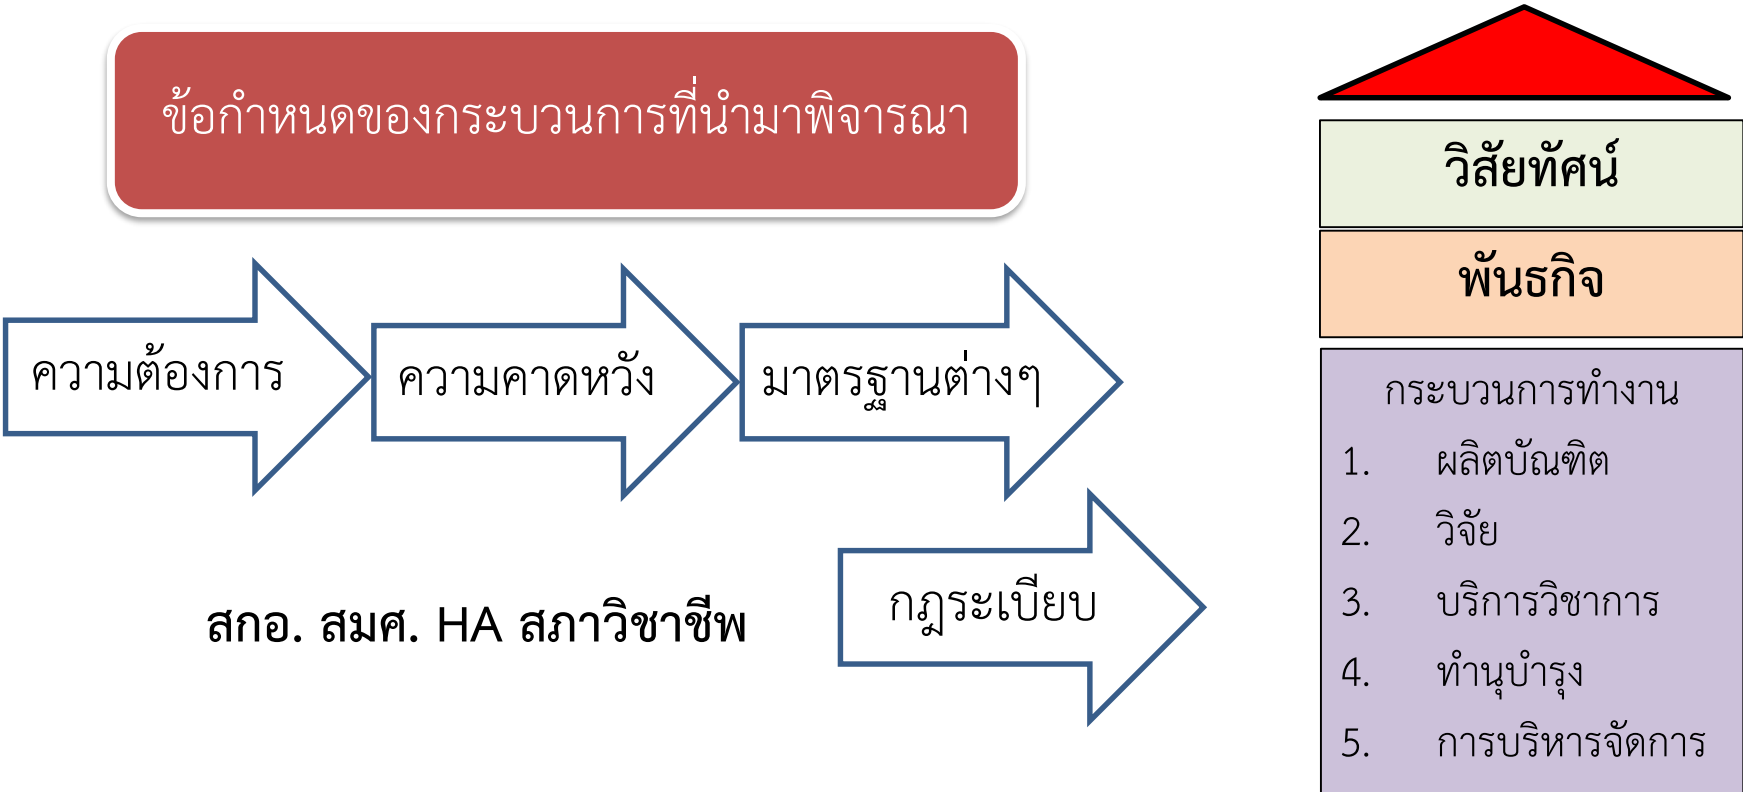 ข้อกำหนดของกระบวนการที่นำมาพิจารณา
ความต้องการ
ความคาดหวัง
มาตรฐานต่างๆ
กฎระเบียบ
สกอ. สมศ. HA สภาวิชาชีพ
วิสัยทัศน์
พันธกิจ
กระบวนการทำงาน
1. ผลิตบัณฑิต
2. วิจัย
3. บริการวิชาการ
4. ทำนุบำรุง
5. การบริหารจัดการ